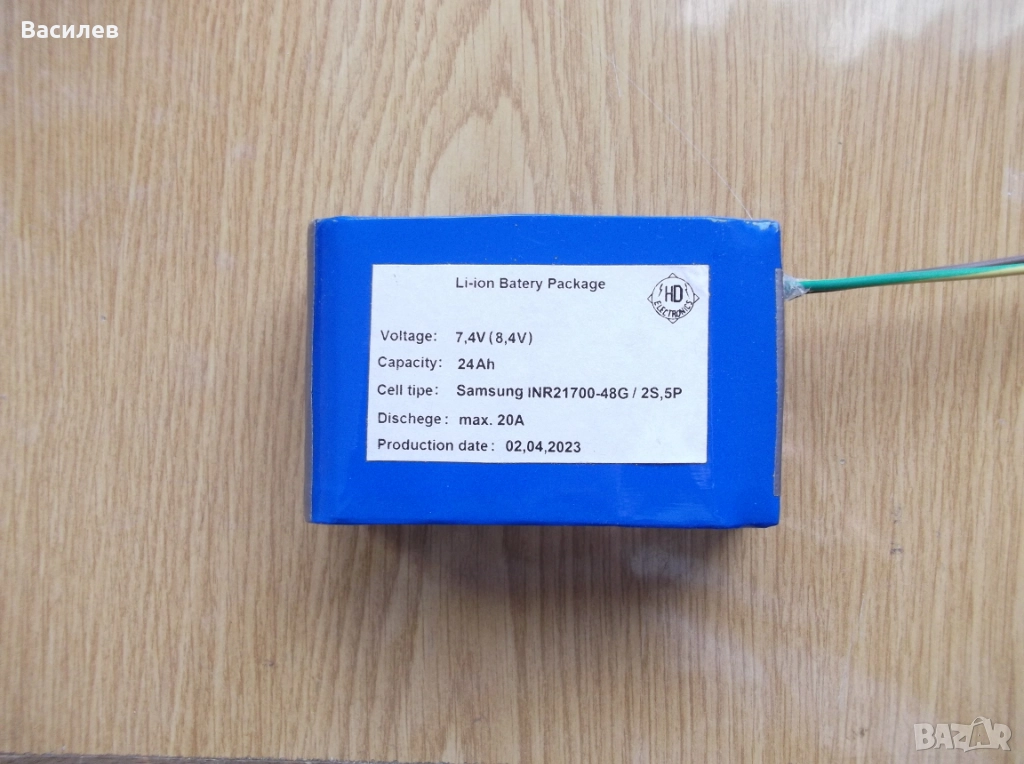 Василев
Li-ion Batery Package
HD
ELECTRONICS
Voltage: 7,4V (8,4V)
Capacity: 24Ah
Cell tipe: Samsung INR21700-48G / 2S,5P
Dischege: max. 20A
Production date: 02,04,2023
BAZAR